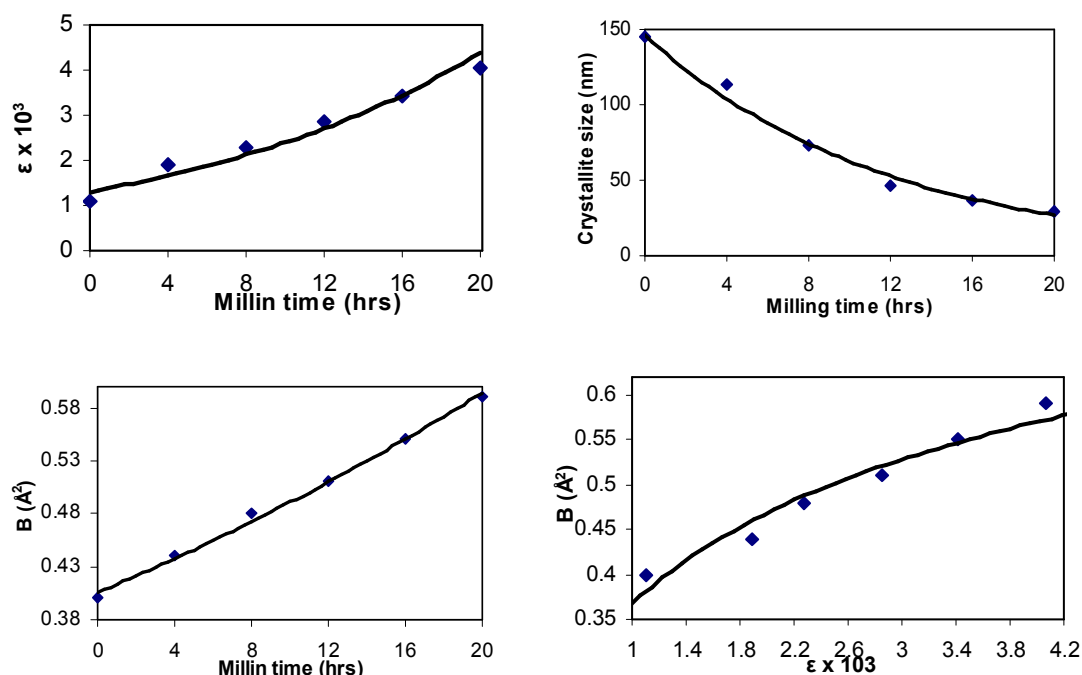 5
4
3
2
1
0
ε x 10³
0 4 8 12 16 20
Millin time (hrs)
150
100
50
0
Crystallite size (nm)
0 4 8 12 16 20
Milling time (hrs)
0.58
0.53
0.48
0.43
0.38
B (Å²)
0 4 8 12 16 20
Millin time (hrs)
0.6
0.55
0.5
0.45
0.4
0.35
B (Å²)
1 1.4 1.8 2.2 2.6 3 3.4 3.8 4.2
ε x 103